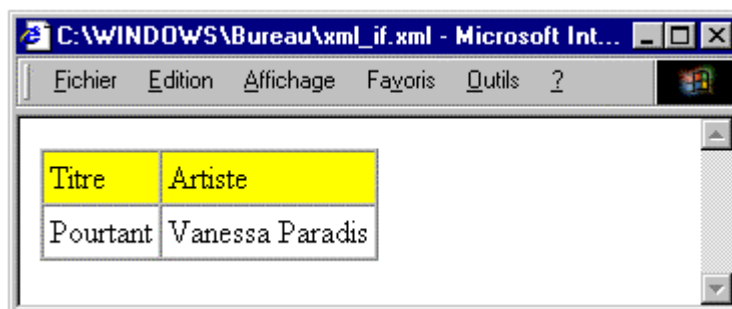 C:\WINDOWS\Bureau\xml_if.xml - Microsoft Int...
Fichier Edition Affichage Favoris Outils ?
Titre Artiste
Pourtant Vanessa Paradis